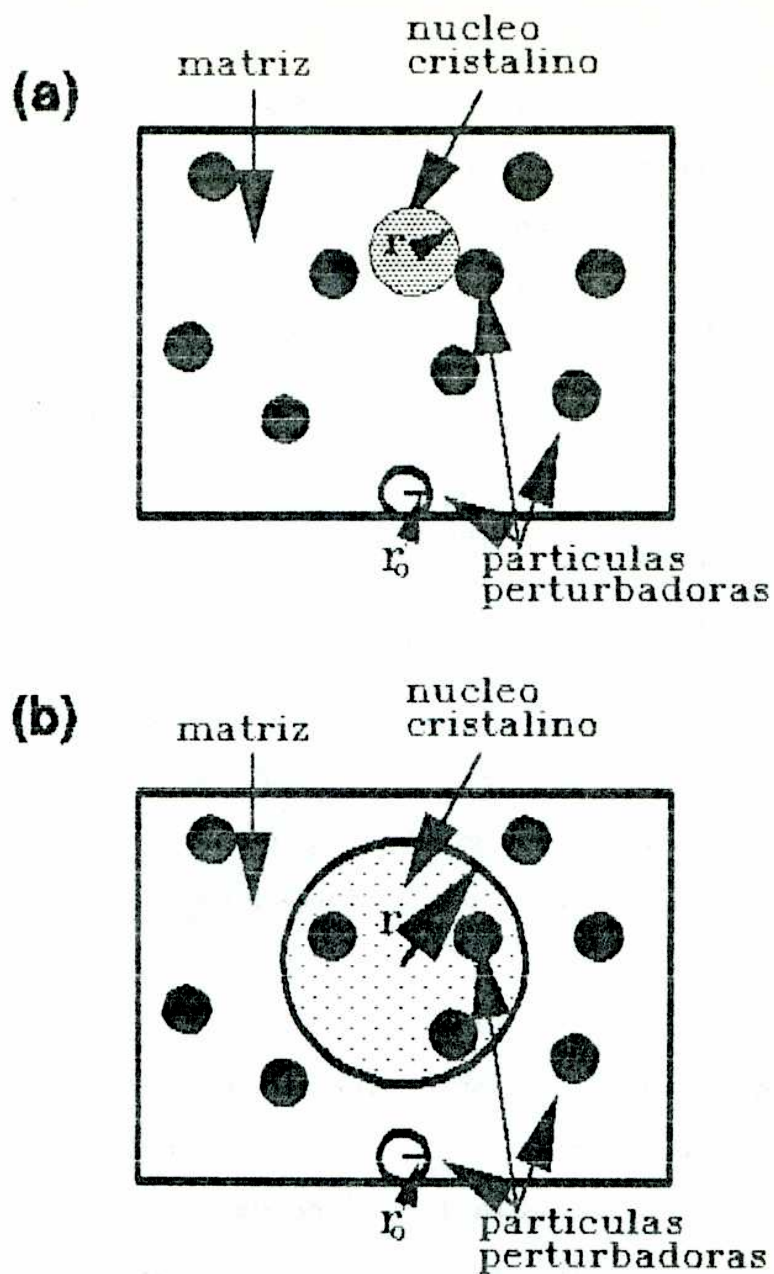 (a)
matriz
nucleo
cristalino
r
r₀
particulas
perturbadoras
(b)
matriz
nucleo
cristalino
r
r₀
particulas
perturbadoras